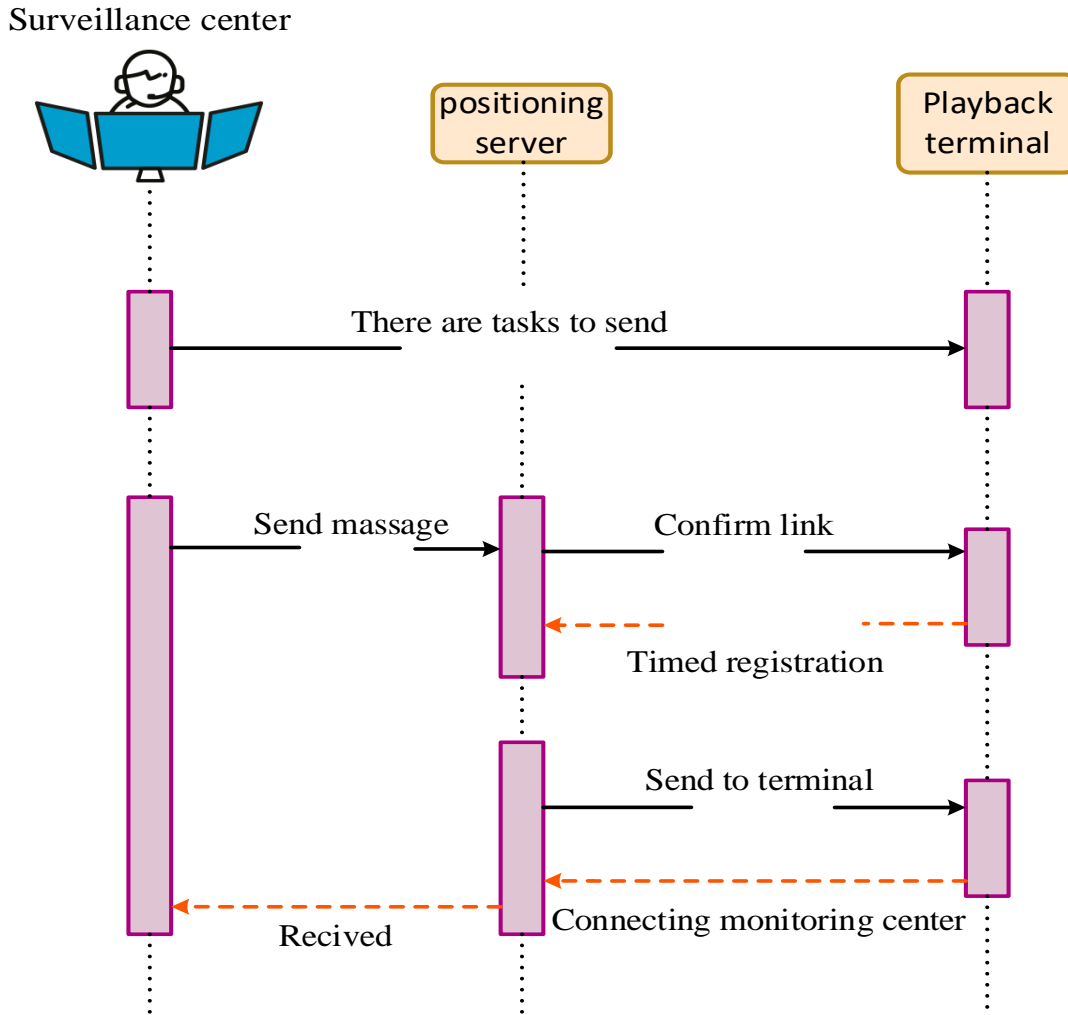 Surveillance center
positioning
server
Playback
terminal
There are tasks to send
Send massage
Confirm link
Timed registration
Send to terminal
Connecting monitoring center
Recived